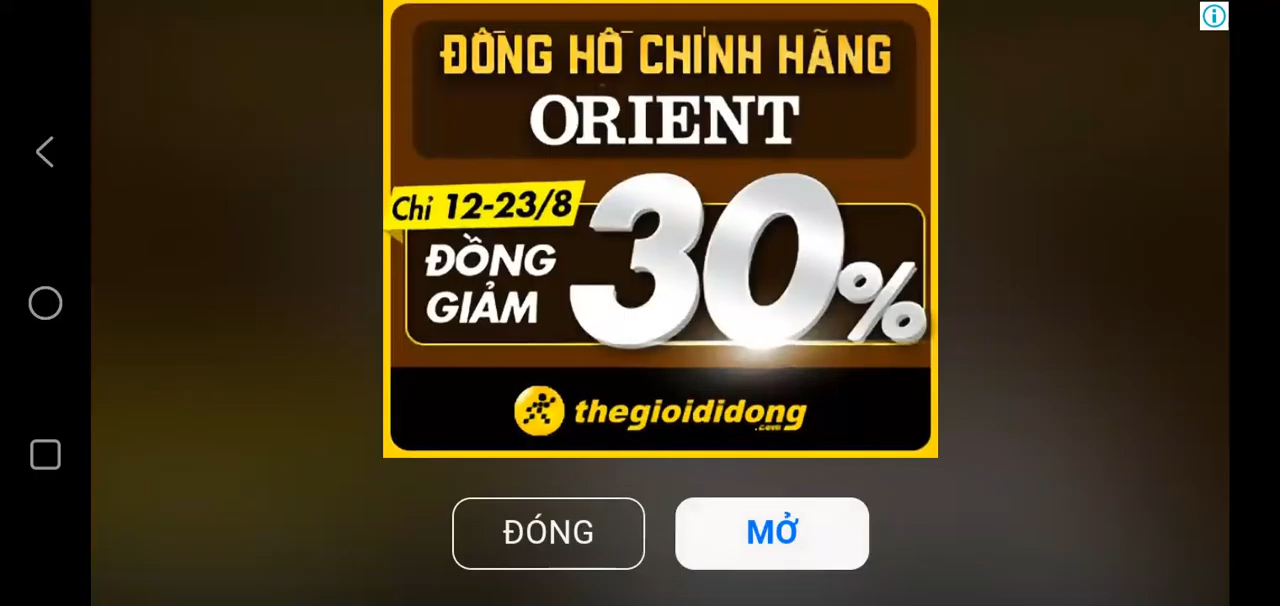 ĐỒNG HỒ CHÍNH HÃNG
ORIENT
Chỉ 12-23/8
ĐỒNG
GIẢM
30%
thegioididong
.com
ĐÓNG
MỞ